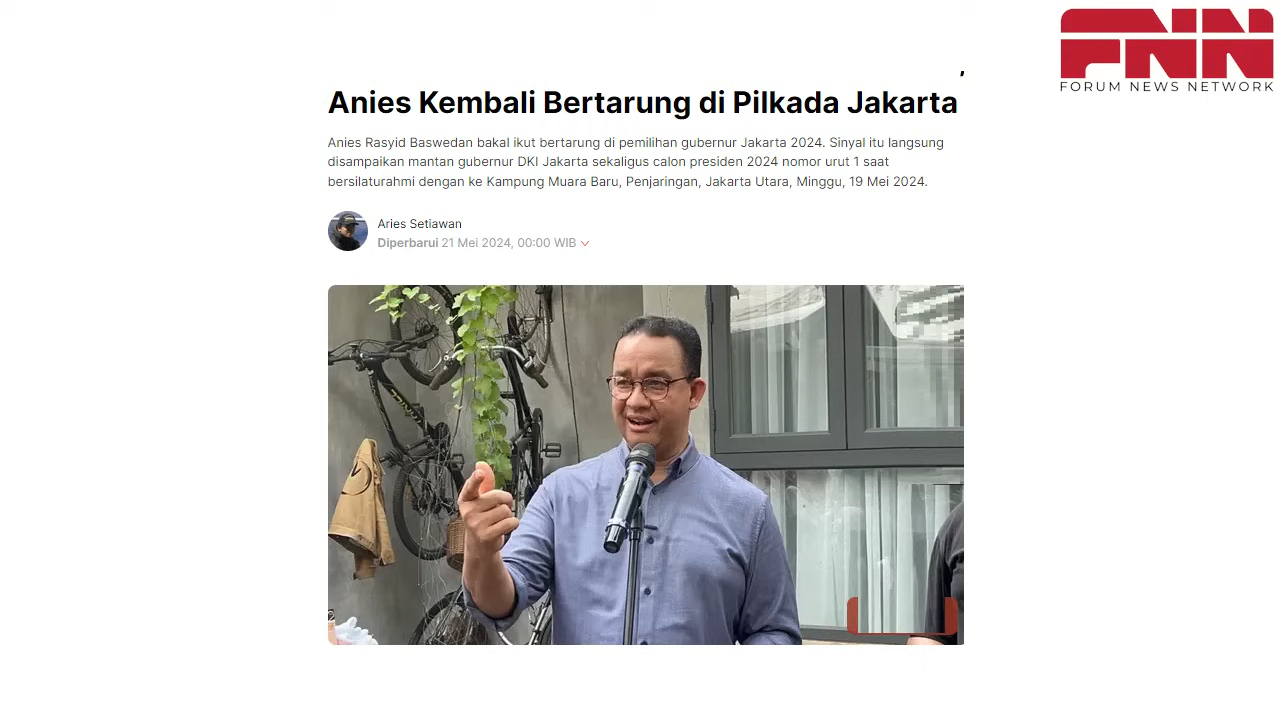 FNN
FORUM NEWS NETWORK
Anies Kembali Bertarung di Pilkada Jakarta
Anies Rasyid Baswedan bakal ikut bertarung di pemilihan gubernur Jakarta 2024. Sinyal itu langsung
disampaikan mantan gubernur DKI Jakarta sekaligus calon presiden 2024 nomor urut 1 saat
bersilaturahmi dengan ke Kampung Muara Baru, Penjaringan, Jakarta Utara, Minggu, 19 Mei 2024.
Aries Setiawan
Diperbarui 21 Mei 2024, 00:00 WIB